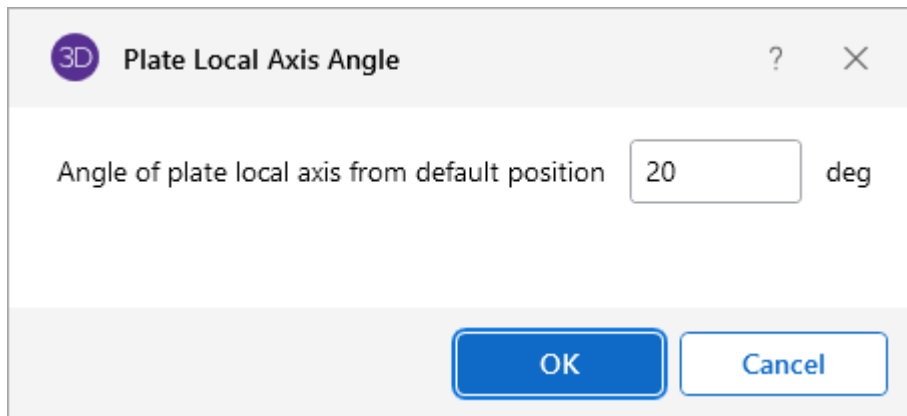 3D Plate Local Axis Angle ?
Angle of plate local axis from default position 20 deg
OK Cancel